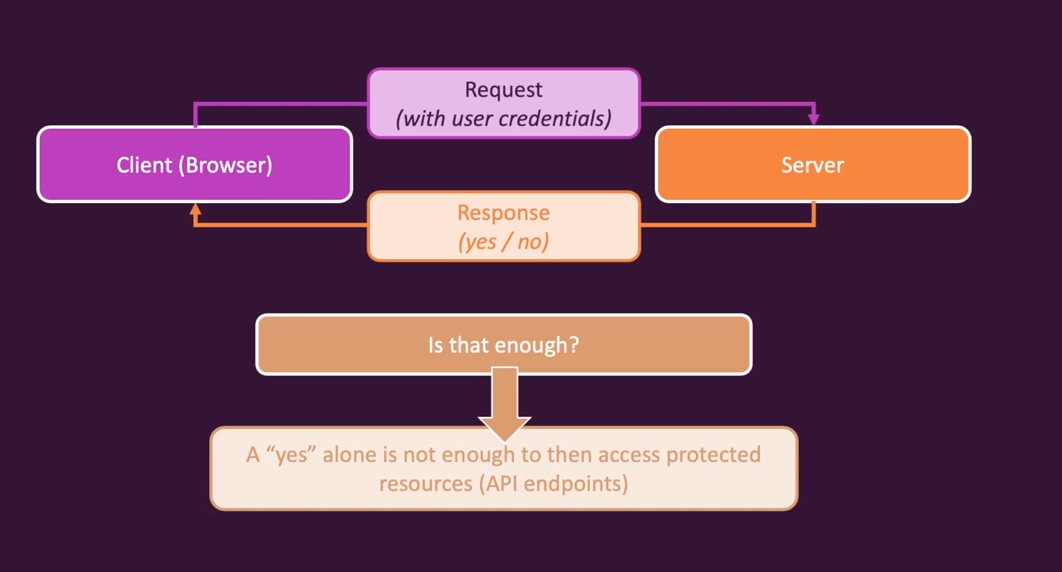 Request
(with user credentials)
Client (Browser)
Server
Response
(yes / no)
Is that enough?
A “yes” alone is not enough to then access protected
resources (API endpoints)